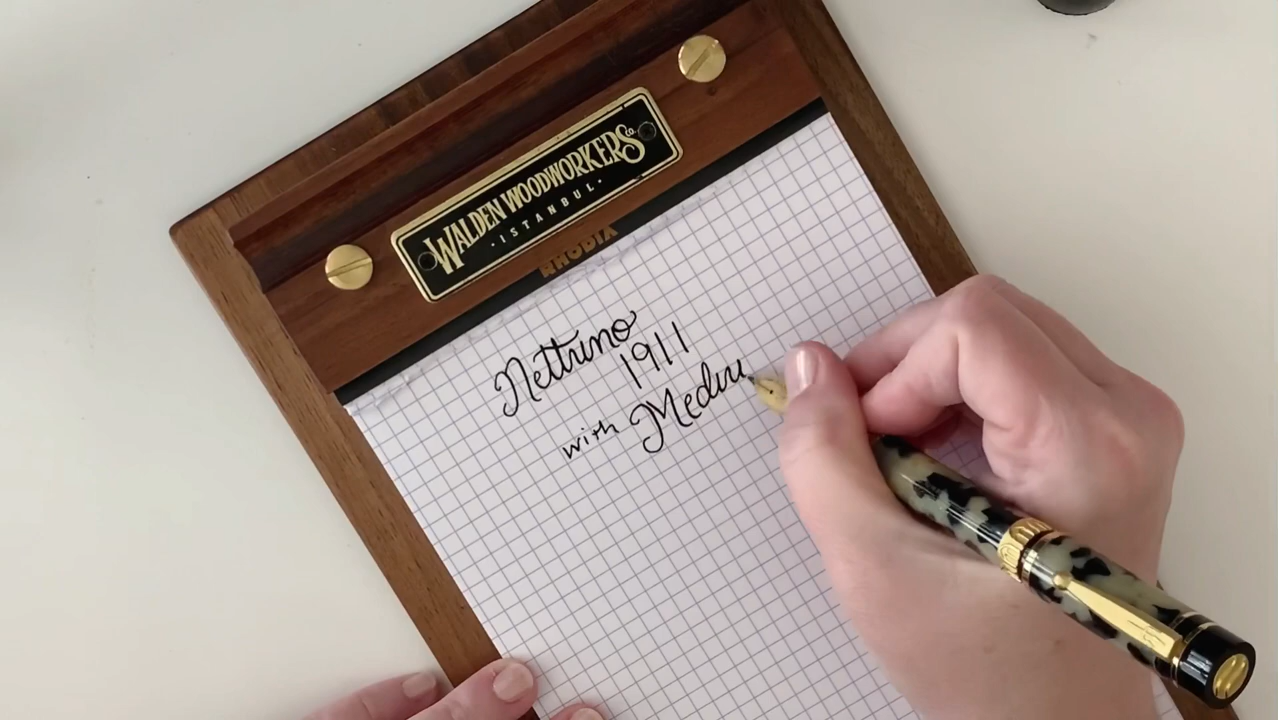 WALDEN WOODWORKERS Co.
• ISTANBUL •
RHODIA
Nettuno
1911
with Mediu